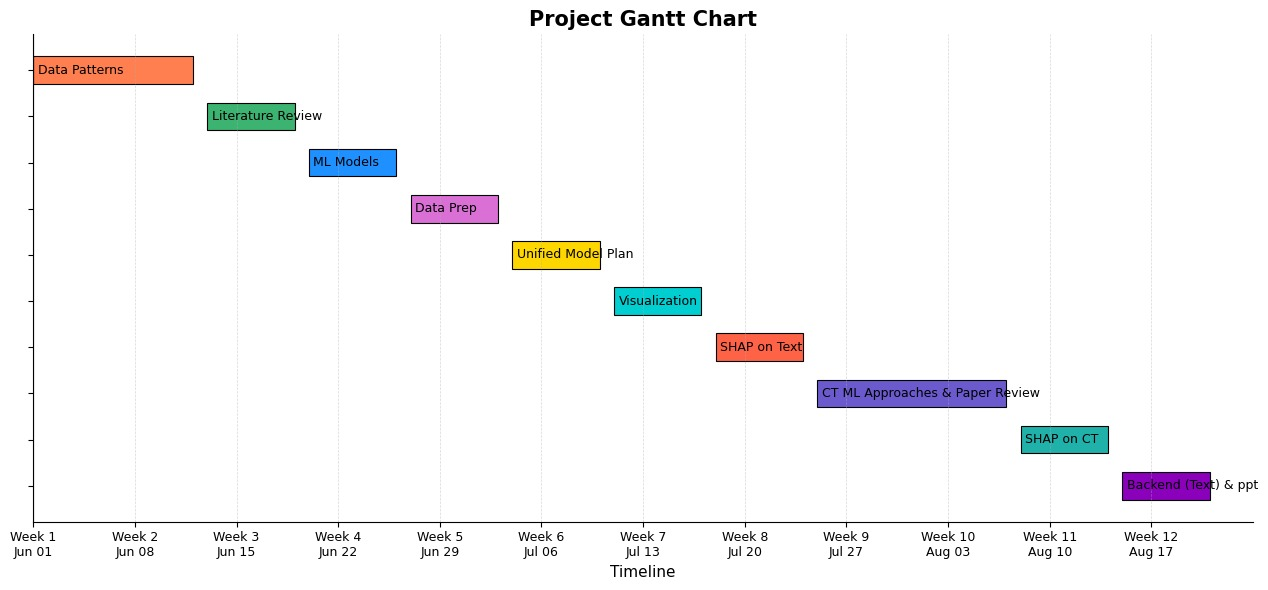 Project Gantt Chart
Data Patterns
Literature Review
ML Models
Data Prep
Unified Model Plan
Visualization
SHAP on Text
CT ML Approaches & Paper Review
SHAP on CT
Backend (Text) & ppt
Week 1 Week 2 Week 3 Week 4 Week 5 Week 6 Week 7 Week 8 Week 9 Week 10 Week 11 Week 12
Jun 01 Jun 08 Jun 15 Jun 22 Jun 29 Jul 06 Jul 13 Jul 20 Jul 27 Aug 03 Aug 10 Aug 17
Timeline